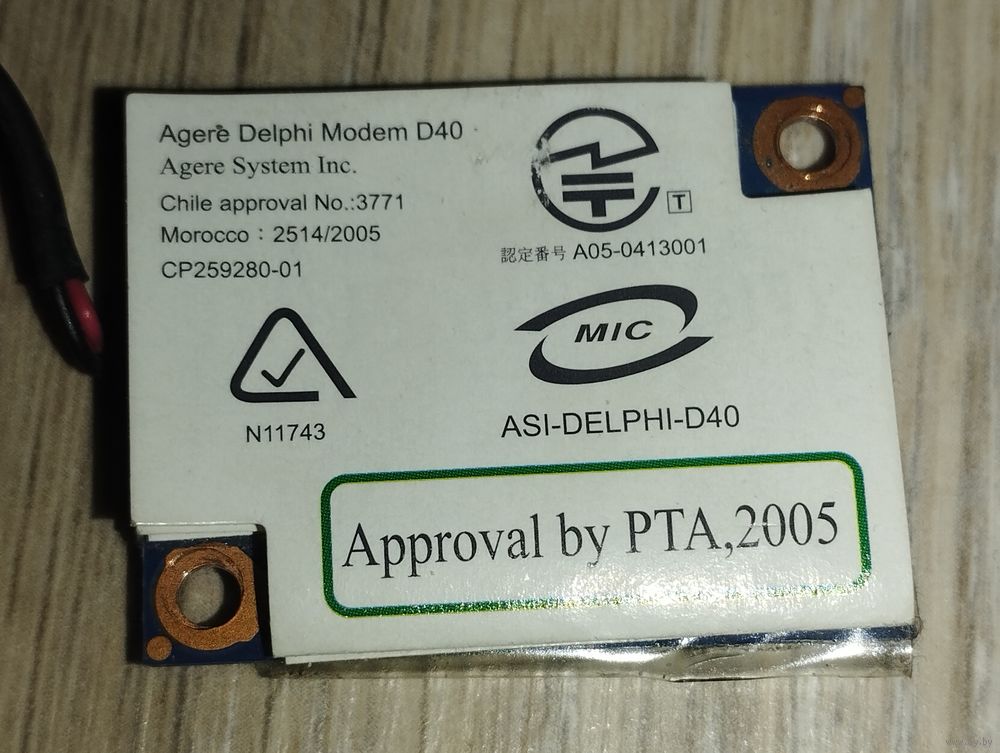 Agere Delphi Modem D40
Agere System Inc.
Chile approval No.:3771
Morocco : 2514/2005
CP259280-01
T
認定番号 A05-0413001
MIC
N11743
ASI-DELPHI-D40
Approval by PTA,2005